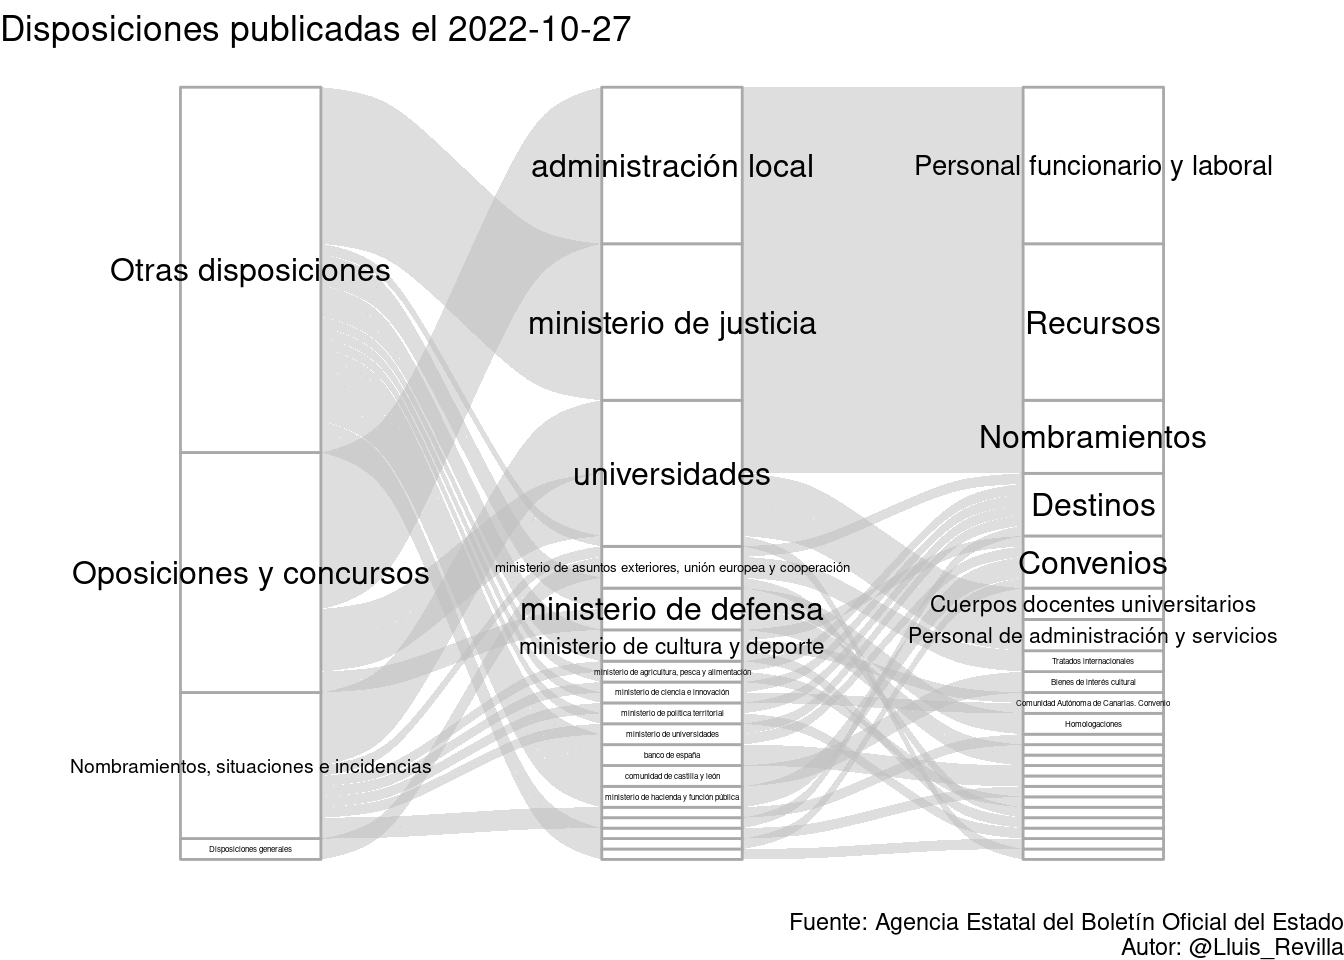 Disposiciones publicadas el 2022-10-27
Otras disposiciones
Oposiciones y concursos
Nombramientos, situaciones e incidencias
Disposiciones generales
administración local
ministerio de justicia
universidades
ministerio de asuntos exteriores, unión europea y cooperación
ministerio de defensa
ministerio de cultura y deporte
ministerio de agricultura, pesca y alimentación
ministerio de ciencia e innovación
ministerio de política territorial
ministerio de universidades
banco de españa
comunidad de castilla y león
ministerio de hacienda y función pública
Personal funcionario y laboral
Recursos
Nombramientos
Destinos
Convenios
Cuerpos docentes universitarios
Personal de administración y servicios
Tratados internacionales
Bienes de interés cultural
Comunidad Autónoma de Canarias. Convenio
Homologaciones
Fuente: Agencia Estatal del Boletín Oficial del Estado
Autor: @Lluis_Revilla